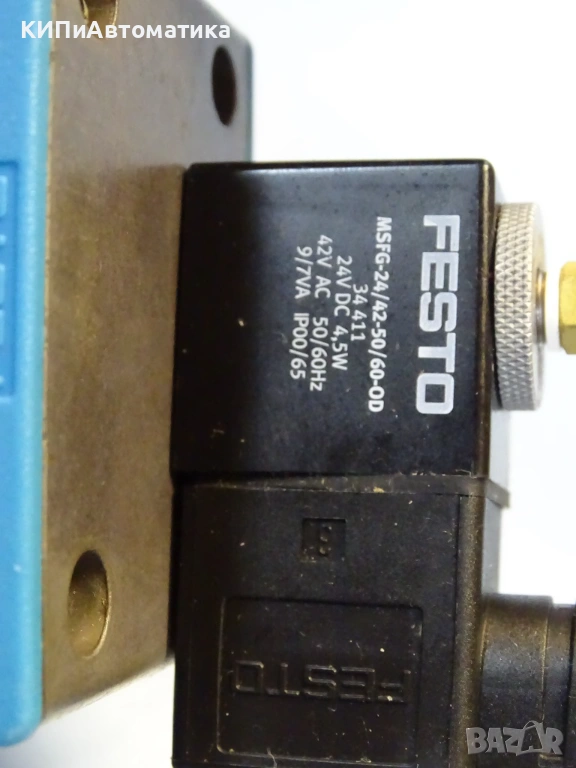 КИПиАвтоматика
FESTO
MSFG-24/42-50/60-OD
34 411
24V DC 4,5W
42V AC 50/60Hz
9/7VA IP00/65
FESTO
BAZAR